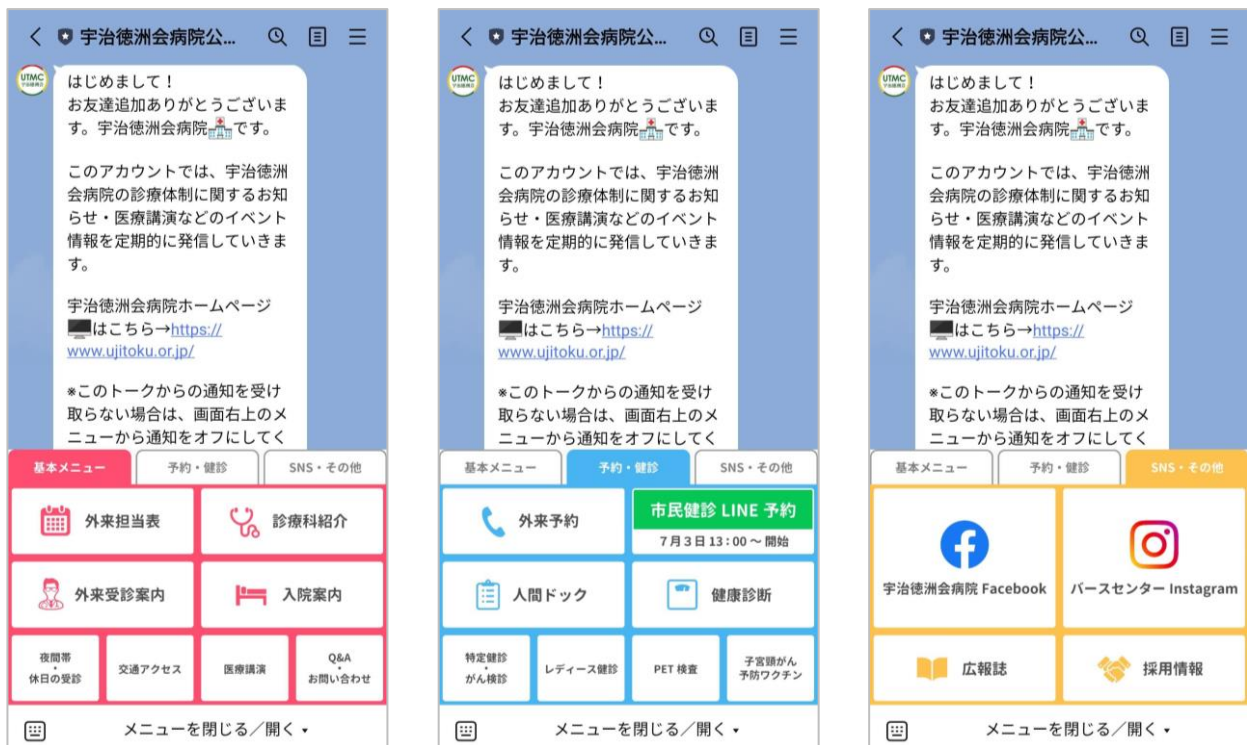 宇治徳洲会病院公...
UTMC
はじめまして！
お友達追加ありがとうございま
す。宇治徳洲会病院🏥です。
このアカウントでは、宇治徳洲
会病院の診療体制に関するお知
らせ・医療講演などのイベント
情報を定期的に発信していきま
す。
宇治徳洲会病院ホームページ
🖥はこちら→https://
www.ujitoku.or.jp/
※このトークからの通知を受け
取らない場合は、画面右上のメ
ニューから通知をオフにしてく
基本メニュー
予約・健診
SNS・その他
外来担当表
診療科紹介
外来受診案内
入院案内
夜間帯
・
休日の受診
交通アクセス
医療講演
Q&A
・
お問い合わせ
メニューを閉じる／開く ▾
宇治徳洲会病院公...
UTMC
はじめまして！
お友達追加ありがとうございま
す。宇治徳洲会病院🏥です。
このアカウントでは、宇治徳洲
会病院の診療体制に関するお知
らせ・医療講演などのイベント
情報を定期的に発信していきま
す。
宇治徳洲会病院ホームページ
🖥はこちら→https://
www.ujitoku.or.jp/
※このトークからの通知を受け
取らない場合は、画面右上のメ
ニューから通知をオフにしてく
基本メニュー
予約・健診
SNS・その他
外来予約
市民健診 LINE 予約
7月3日 13：00 ～ 開始
人間ドック
健康診断
特定健診
・
がん検診
レディース健診
PET 検査
子宮頸がん
予防ワクチン
メニューを閉じる／開く ▾
宇治徳洲会病院公...
UTMC
はじめまして！
お友達追加ありがとうございま
す。宇治徳洲会病院🏥です。
このアカウントでは、宇治徳洲
会病院の診療体制に関するお知
らせ・医療講演などのイベント
情報を定期的に発信していきま
す。
宇治徳洲会病院ホームページ
🖥はこちら→https://
www.ujitoku.or.jp/
※このトークからの通知を受け
取らない場合は、画面右上のメ
ニューから通知をオフにしてく
基本メニュー
予約・健診
SNS・その他
宇治徳洲会病院 Facebook
バースセンター Instagram
広報誌
採用情報
メニューを閉じる／開く ▾